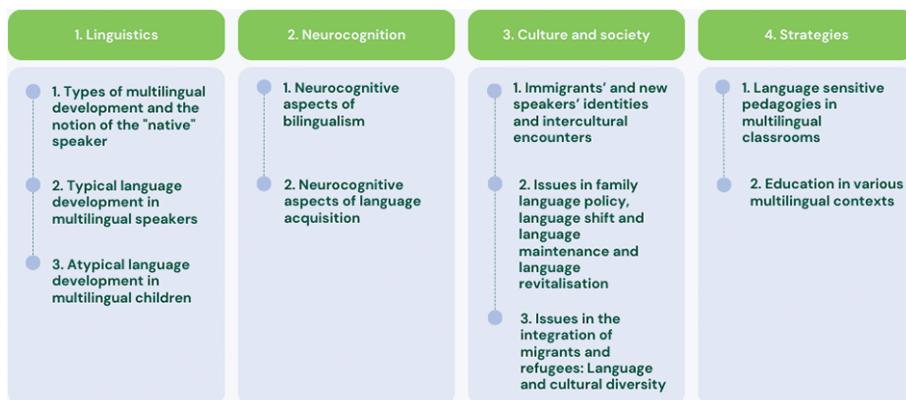 1. Linguistics
1. Types of multilingual
development and the
notion of the "native"
speaker
2. Typical language
development in
multilingual speakers
3. Atypical language
development in
multilingual children
2. Neurocognition
1. Neurocognitive
aspects of
bilingualism
2. Neurocognitive
aspects of language
acquisition
3. Culture and society
1. Immigrants’ and new
speakers’ identities
and intercultural
encounters
2. Issues in family
language policy,
language shift and
language
maintenance and
language
revitalisation
3. Issues in the
integration of
migrants and
refugees: Language
and cultural diversity
4. Strategies
1. Language sensitive
pedagogies in
multilingual
classrooms
2. Education in various
multilingual contexts